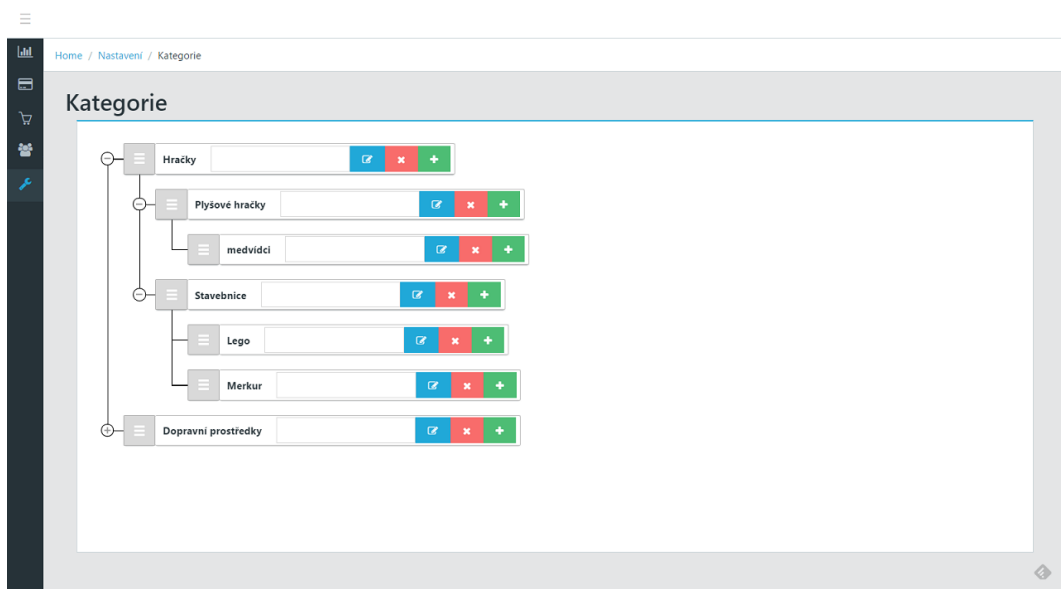 Home / Nastavení / Kategorie
Kategorie
Hračky
Plyšové hračky
medvídci
Stavebnice
Lego
Merkur
Dopravní prostředky